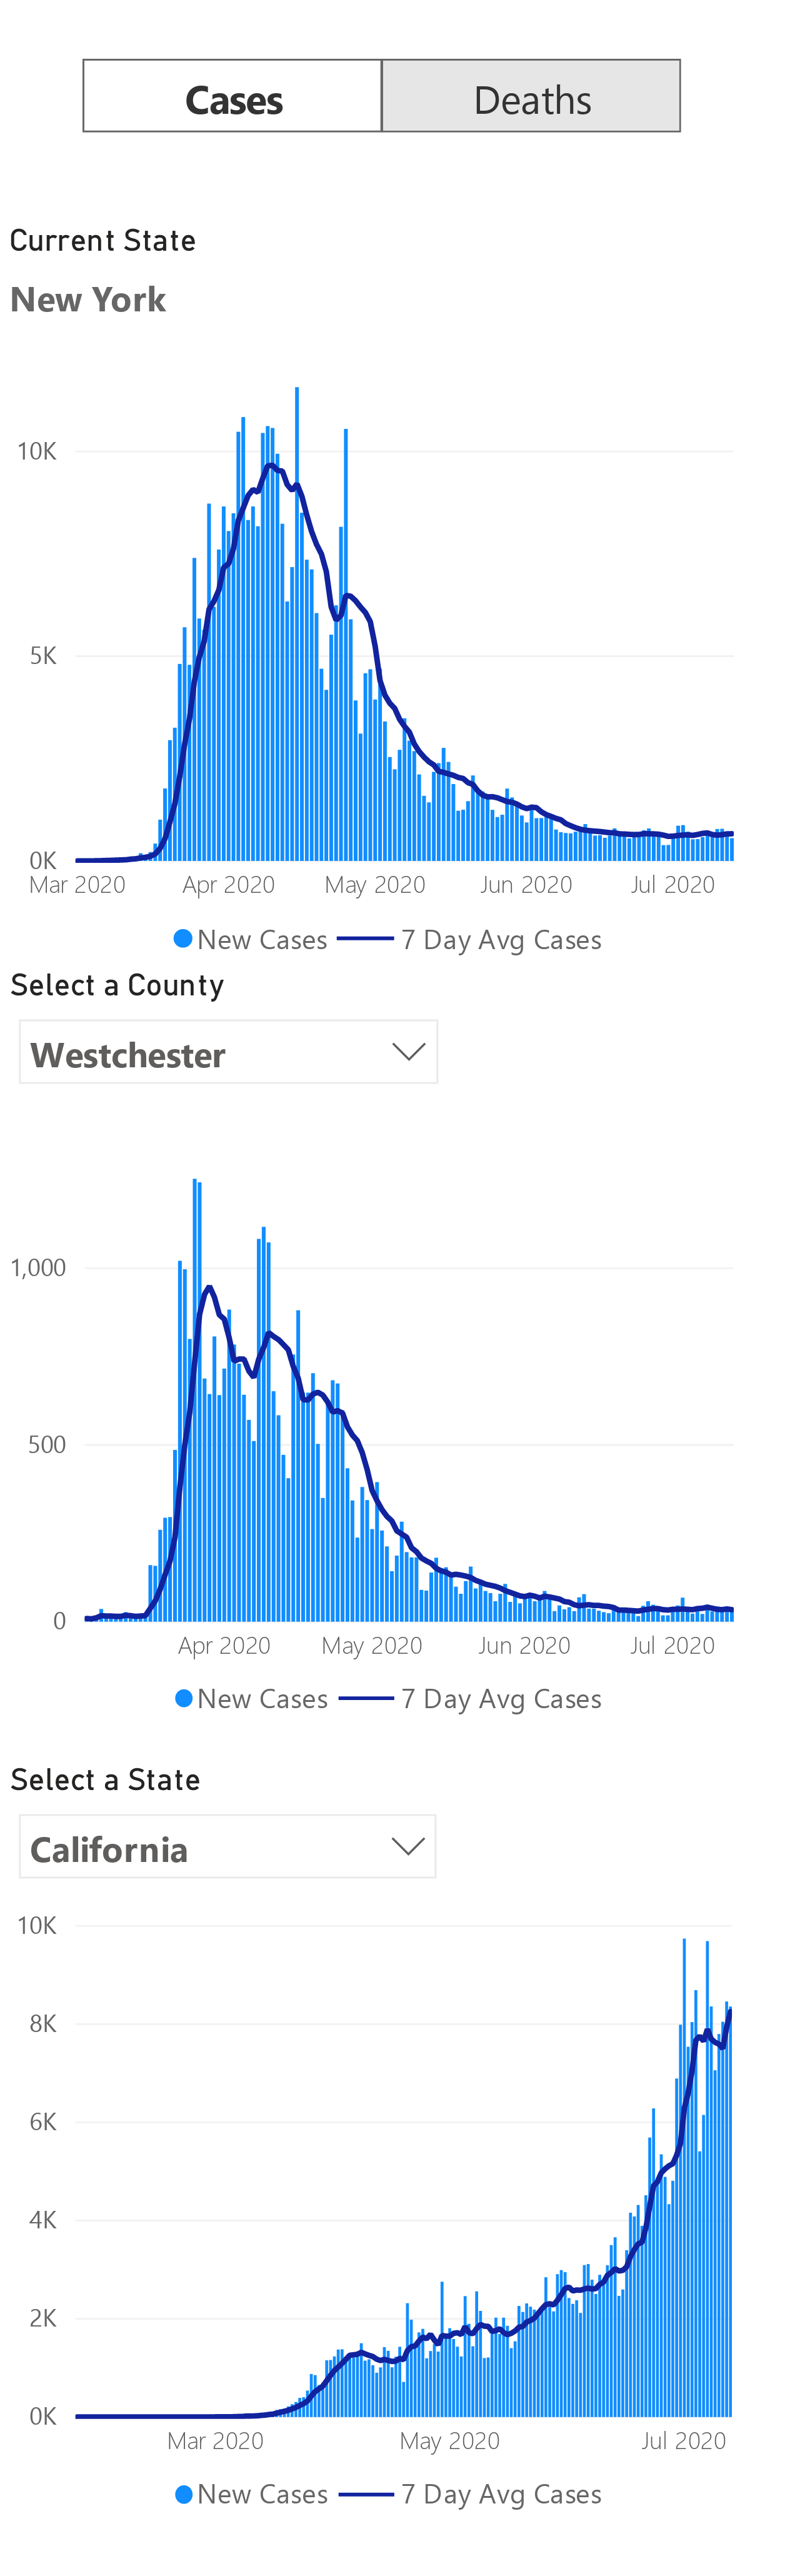 Cases Deaths
Current State
New York
10K
5K
0K
Mar 2020 Apr 2020 May 2020 Jun 2020 Jul 2020
New Cases 7 Day Avg Cases
Select a County
Westchester
1,000
500
0
Apr 2020 May 2020 Jun 2020 Jul 2020
New Cases 7 Day Avg Cases
Select a State
California
10K
8K
6K
4K
2K
0K
Mar 2020 May 2020 Jul 2020
New Cases 7 Day Avg Cases